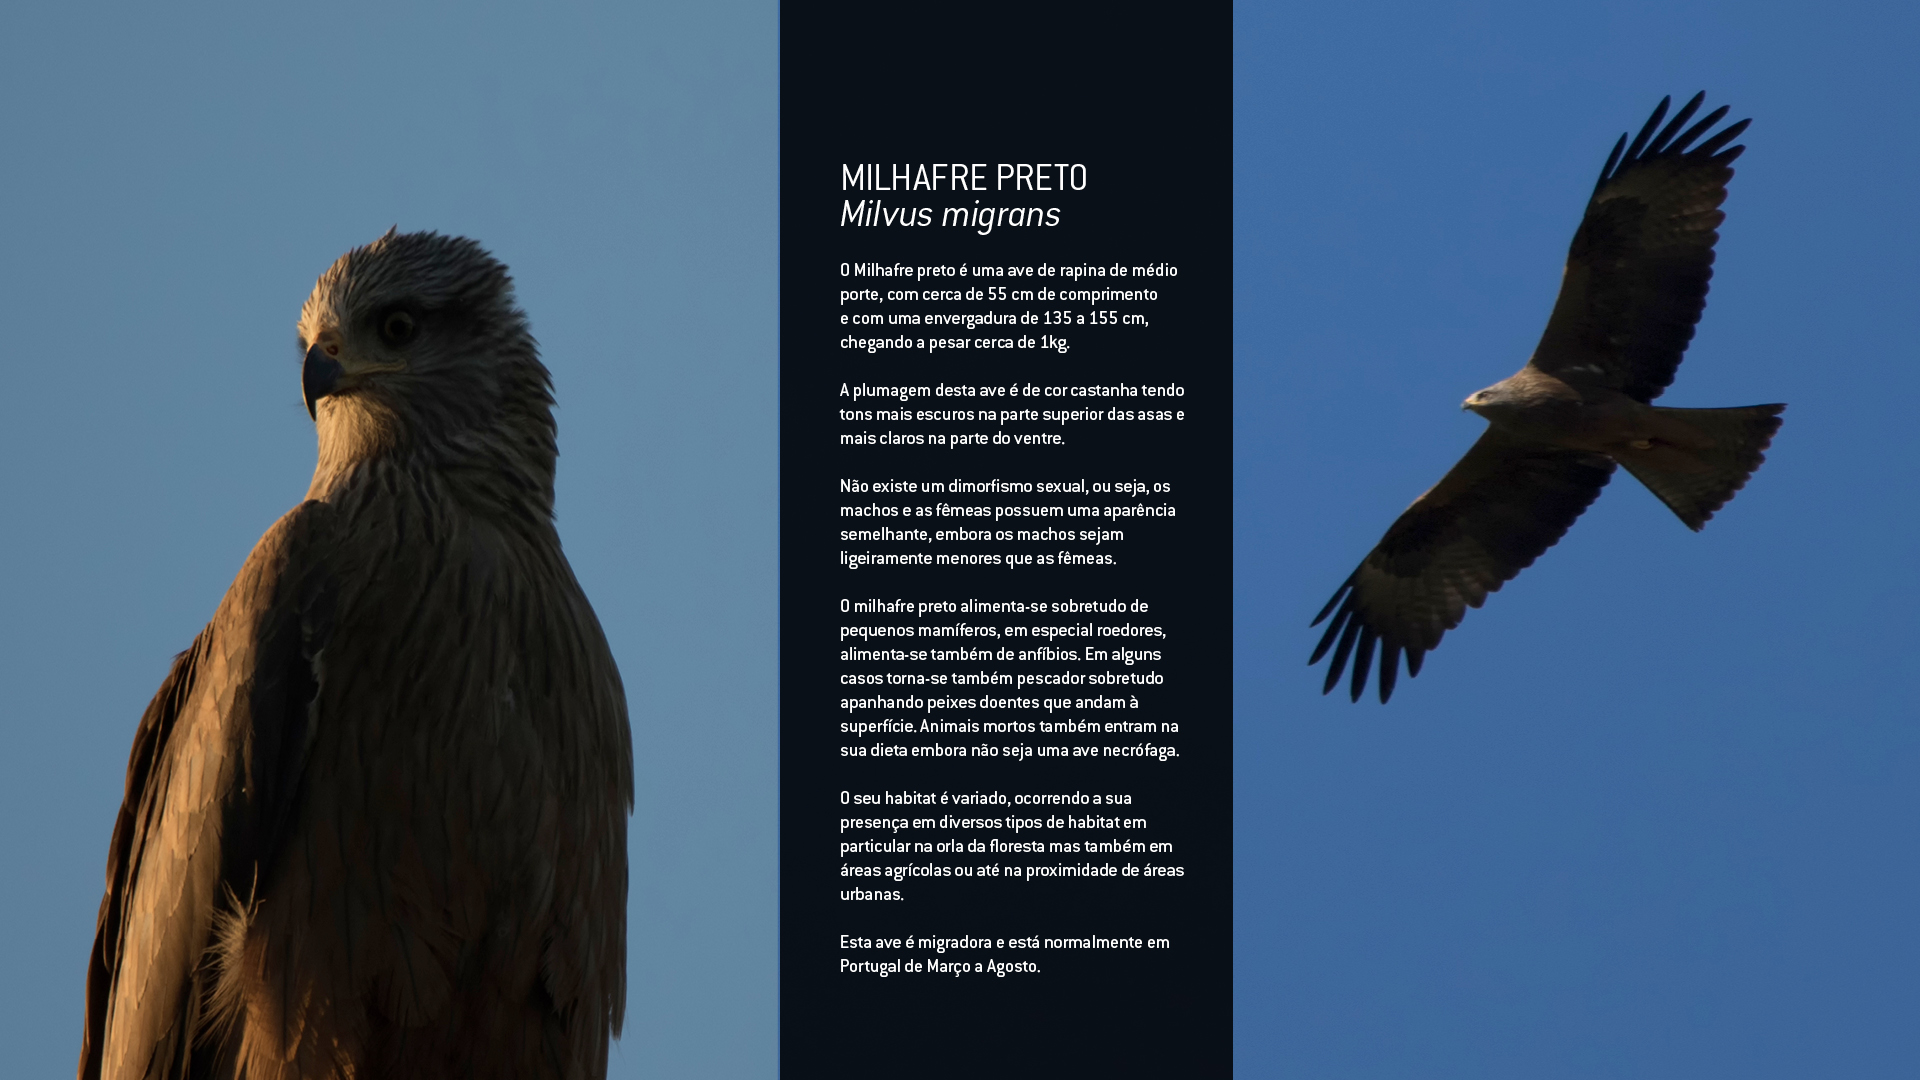 MILHAFRE PRETO
Milvus migrans
O Milhafre preto é uma ave de rapina de médio
porte, com cerca de 55 cm de comprimento
e com uma envergadura de 135 a 155 cm,
chegando a pesar cerca de 1kg.
A plumagem desta ave é de cor castanha tendo
tons mais escuros na parte superior das asas e
mais claros na parte do ventre.
Não existe um dimorfismo sexual, ou seja, os
machos e as fêmeas possuem uma aparência
semelhante, embora os machos sejam
ligeiramente menores que as fêmeas.
O milhafre preto alimenta-se sobretudo de
pequenos mamíferos, em especial roedores,
alimenta-se também de anfíbios. Em alguns
casos torna-se também pescador sobretudo
apanhando peixes doentes que andam à
superfície. Animais mortos também entram na
sua dieta embora não seja uma ave necrófaga.
O seu habitat é variado, ocorrendo a sua
presença em diversos tipos de habitat em
particular na orla da floresta mas também em
áreas agrícolas ou até na proximidade de áreas
urbanas.
Esta ave é migradora e está normalmente em
Portugal de Março a Agosto.